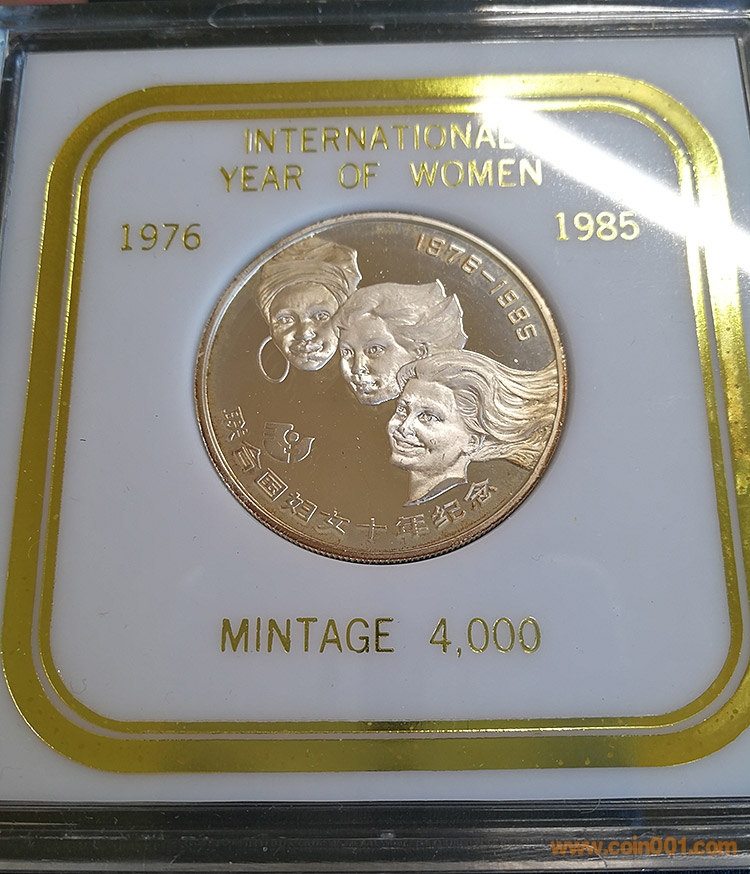 INTERNATIONAL
YEAR OF WOMEN
1976 1985
1976-1985
联合国妇女十年纪念
MINTAGE 4,000
www.coin001.com